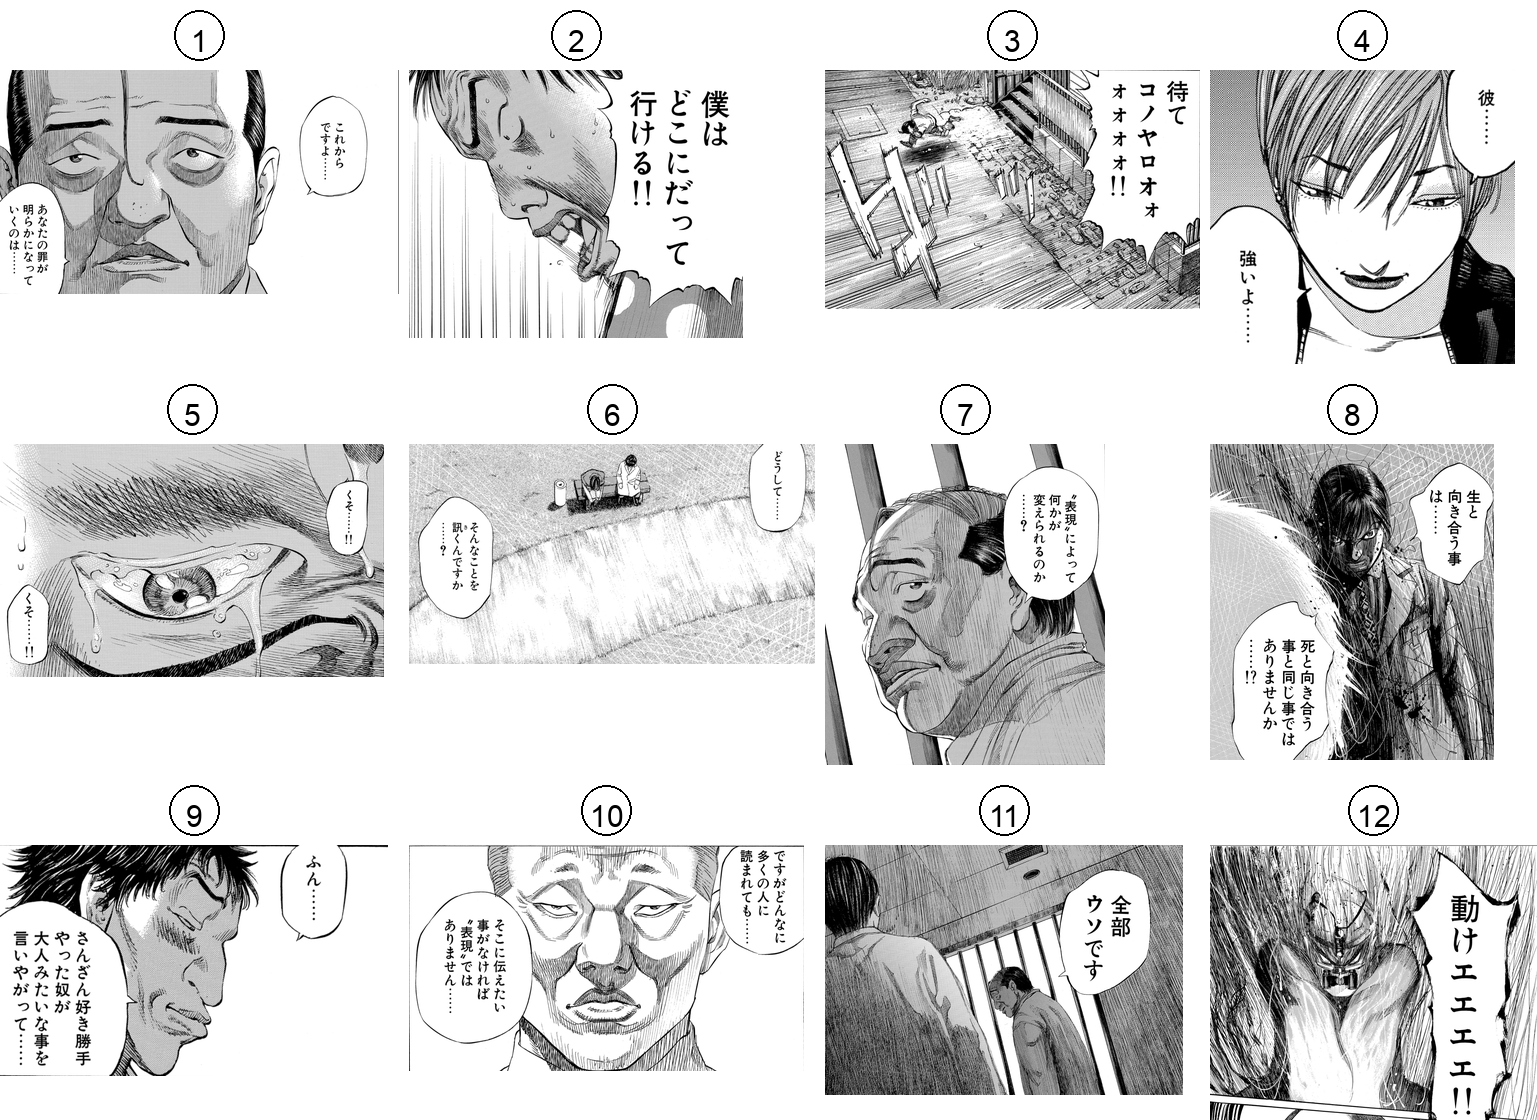 1
これから
ですよ……
あなたの罪が
明らかになって
いくのは……
2
僕は
どこにだって
行ける!!
3
待て
コノヤロオォ
ォオオオォ!!
4
彼……
強いよ……
5
くそ……!!
くそ……!!
6
どうして……
そんなことを
訊くんですか
……?
7
〝表現〟によって
何かが
変えられるのか
……?
8
生と
向き合う事
は……
死と向き合う
事と同じ事では
ありませんか
……!?
9
ふん……
さんざん好き勝手
やった奴が
大人みたいな事を
言いやがって……
10
ですがどんなに
多くの人に
読まれても……
そこに伝えたい
事がなければ
〝表現〟では
ありません……
11
全部
ウソです
12
動けェエエエ!!